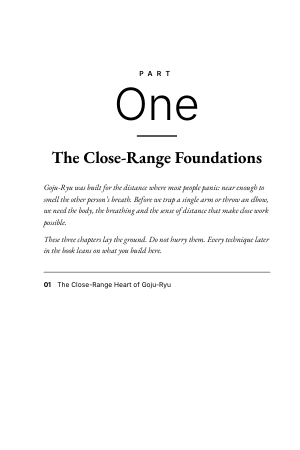 PART
One
The Close-Range Foundations
Goju-Ryu was built for the distance where most people panic: near enough to
smell the other person's breath. Before we trap a single arm or throw an elbow,
we need the body, the breathing and the sense of distance that make close work
possible.
These three chapters lay the ground. Do not hurry them. Every technique later
in the book leans on what you build here.
01 The Close-Range Heart of Goju-Ryu